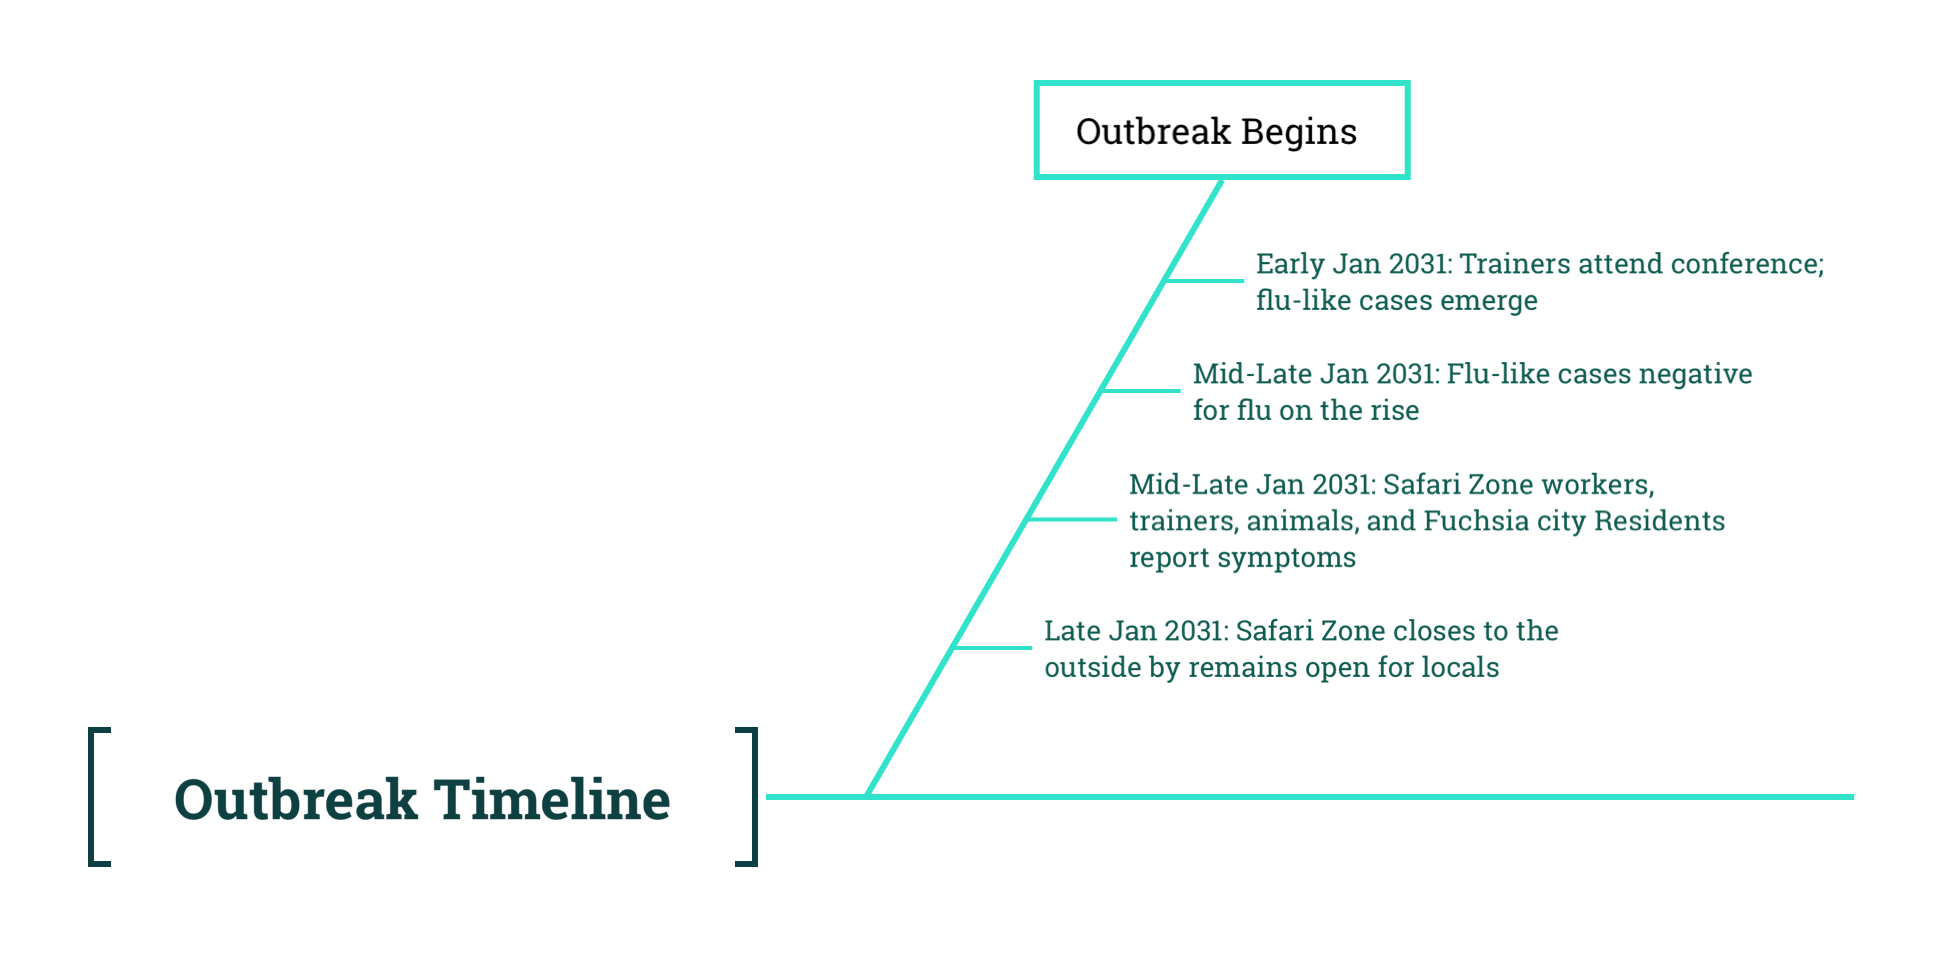 Outbreak Begins
Early Jan 2031: Trainers attend conference;
flu-like cases emerge
Mid-Late Jan 2031: Flu-like cases negative
for flu on the rise
Mid-Late Jan 2031: Safari Zone workers,
trainers, animals, and Fuchsia city Residents
report symptoms
Late Jan 2031: Safari Zone closes to the
outside by remains open for locals
Outbreak Timeline